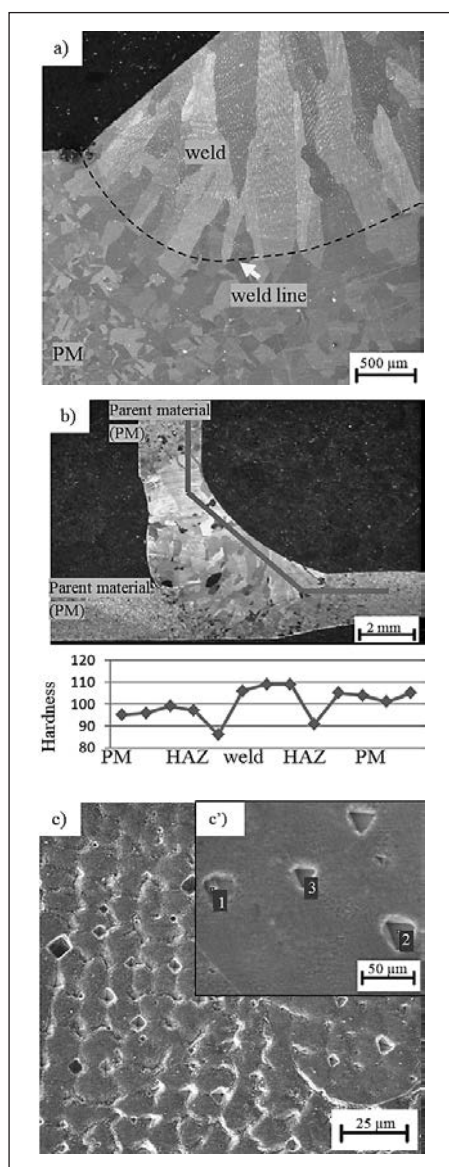 a)
weld
weld line
PM
500 µm
b)
Parent material
(PM)
Parent material
(PM)
2 mm
Hardness
120
110
100
90
80
PM HAZ weld HAZ PM
c)
c')
1
3
2
50 µm
25 µm